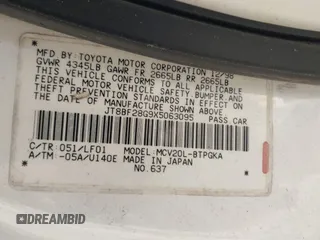 MFD. BY: TOYOTA MOTOR CORPORATION 12/98
GVWR 4345LB GAWR FR 2665LB RR 2665LB
THIS VEHICLE CONFORMS TO ALL APPLICABLE
FEDERAL MOTOR VEHICLE SAFETY, BUMPER, AND
THEFT PREVENTION STANDARDS IN EFFECT ON
THE DATE OF MANUFACTURE SHOWN ABOVE.
JT8BF28G9X5063095 PASS. CAR
C/TR: 051/LF01 MODEL: MCV20L-BTPGKA
A/TM -05A/U140E MADE IN JAPAN
NO.637
DREAMBID